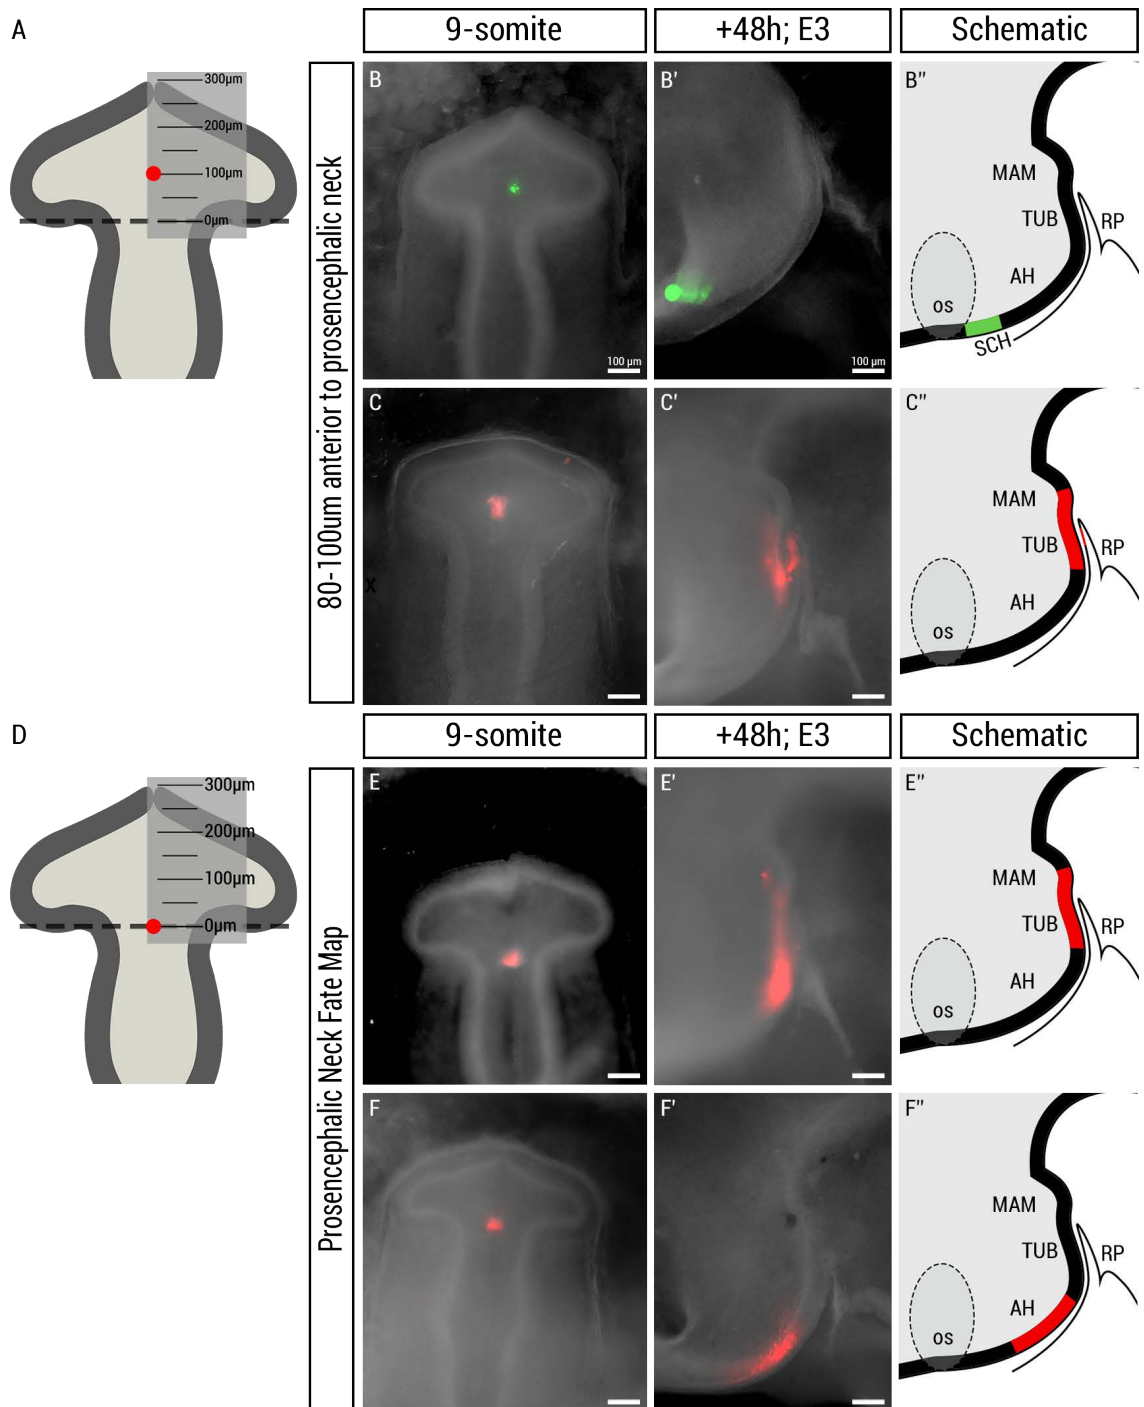 A
9-somite
+48h; E3
Schematic
300µm
200µm
100µm
0µm
80-100um anterior to prosencephalic neck
B
100 µm
B'
100 µm
B''
MAM
TUB
RP
AH
os
SCH
C
X
C'
C''
MAM
TUB
RP
AH
os
D
9-somite
+48h; E3
Schematic
300µm
200µm
100µm
0µm
Prosencephalic Neck Fate Map
E
E'
E''
MAM
TUB
RP
AH
os
F
F'
F''
MAM
TUB
RP
AH
os